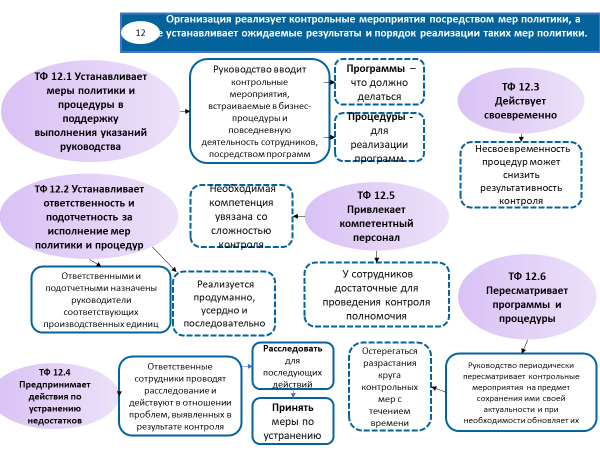 12
Организация реализует контрольные мероприятия посредством мер политики, а
е устанавливает ожидаемые результаты и порядок реализации таких мер политики.
ТФ 12.1 Устанавливает
меры политики и
процедуры в
поддержку
выполнения указаний
руководства
Руководство вводит
контрольные
мероприятия,
встраиваемые в бизнес-
процедуры и
повседневную
деятельность сотрудников,
посредством программ
Программы –
что должно
делаться
Процедуры -
для
реализации
программ
ТФ 12.3
Действует
своевременно
Несвоевременность
процедур может
снизить
результативность
контроля
ТФ 12.2 Устанавливает
ответственность и
подотчетность за
исполнение мер
политики и процедур
Необходимая
компетенция
увязана со
сложностью
контроля
ТФ 12.5
Привлекает
компетентный
персонал
Ответственными и
подотчетными назначены
руководители
соответствующих
производственных единиц
Реализуется
продуманно,
усердно и
последовательно
У сотрудников
достаточные для
проведения контроля
полномочия
ТФ 12.6
Пересматривает
программы и
процедуры
ТФ 12.4
Предпринимает
действия по
устранению
недостатков
Ответственные
сотрудники проводят
расследование и
действуют в отношении
проблем, выявленных в
результате контроля
Расследовать
для
последующих
действий
Принять
меры по
устранению
Остерегаться
разрастания
круга
контрольных
мер с
течением
времени
Руководство периодически
пересматривает контрольные
мероприятия на предмет
сохранения ими своей
актуальности и при
необходимости обновляет их